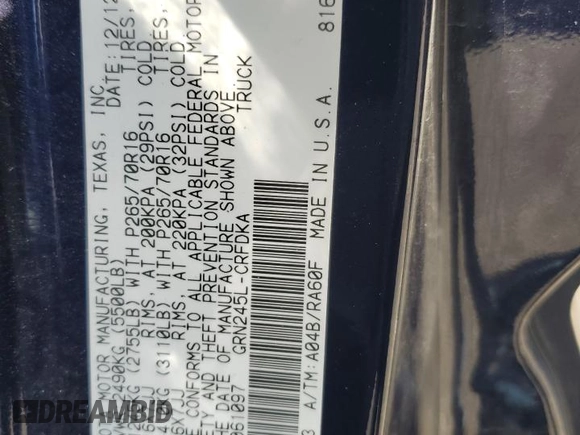 MOTOR MANUFACTURING, TEXAS, INC. DATE: 12/12
2490KG (5500LB)
(2755LB) WITH P265/70R16 TIRES,
RIMS, AT 200KPA (29PSI) COLD
(3110LB) WITH P265/70R16 TIRES,
RIMS, AT 220KPA (32PSI) COLD
CONFORMS TO ALL APPLICABLE FEDERAL MOTOR
SAFETY AND THEFT PREVENTION STANDARDS IN
THE DATE OF MANUFACTURE SHOWN ABOVE
061097 TRUCK
GRN245L-CRFDKA
A/TM: A04B/RA60F MADE IN U.S.A. 816
DREAMBID